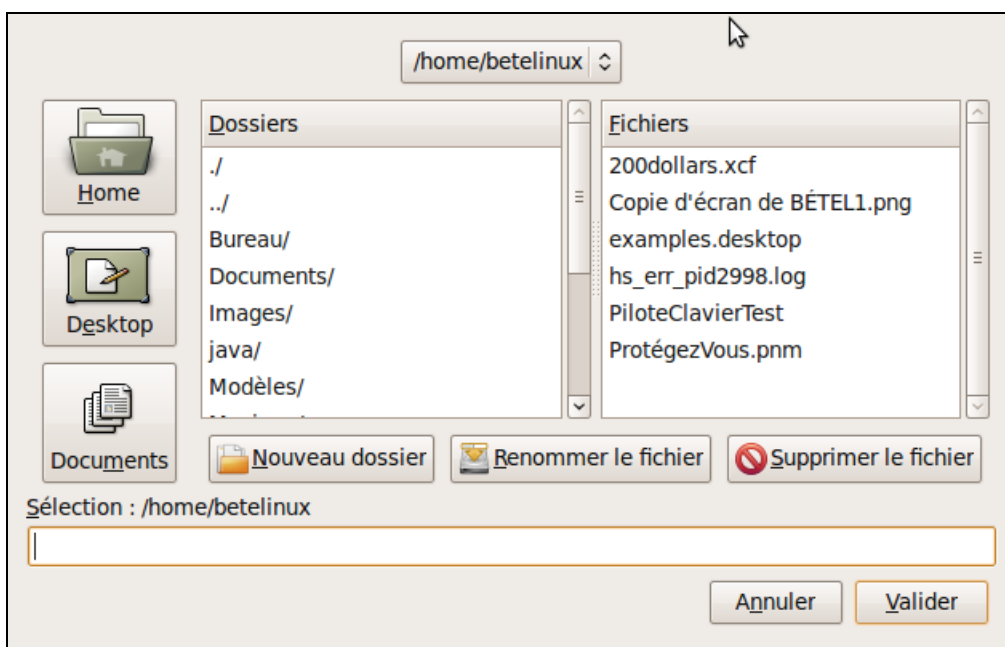 /home/betelinux
Home
Desktop
Documents
Dossiers
./
../
Bureau/
Documents/
Images/
java/
Modèles/
Fichiers
200dollars.xcf
Copie d'écran de BÉTEL1.png
examples.desktop
hs_err_pid2998.log
PiloteClavierTest
ProtégezVous.pnm
Nouveau dossier
Renommer le fichier
Supprimer le fichier
Sélection : /home/betelinux
Annuler
Valider